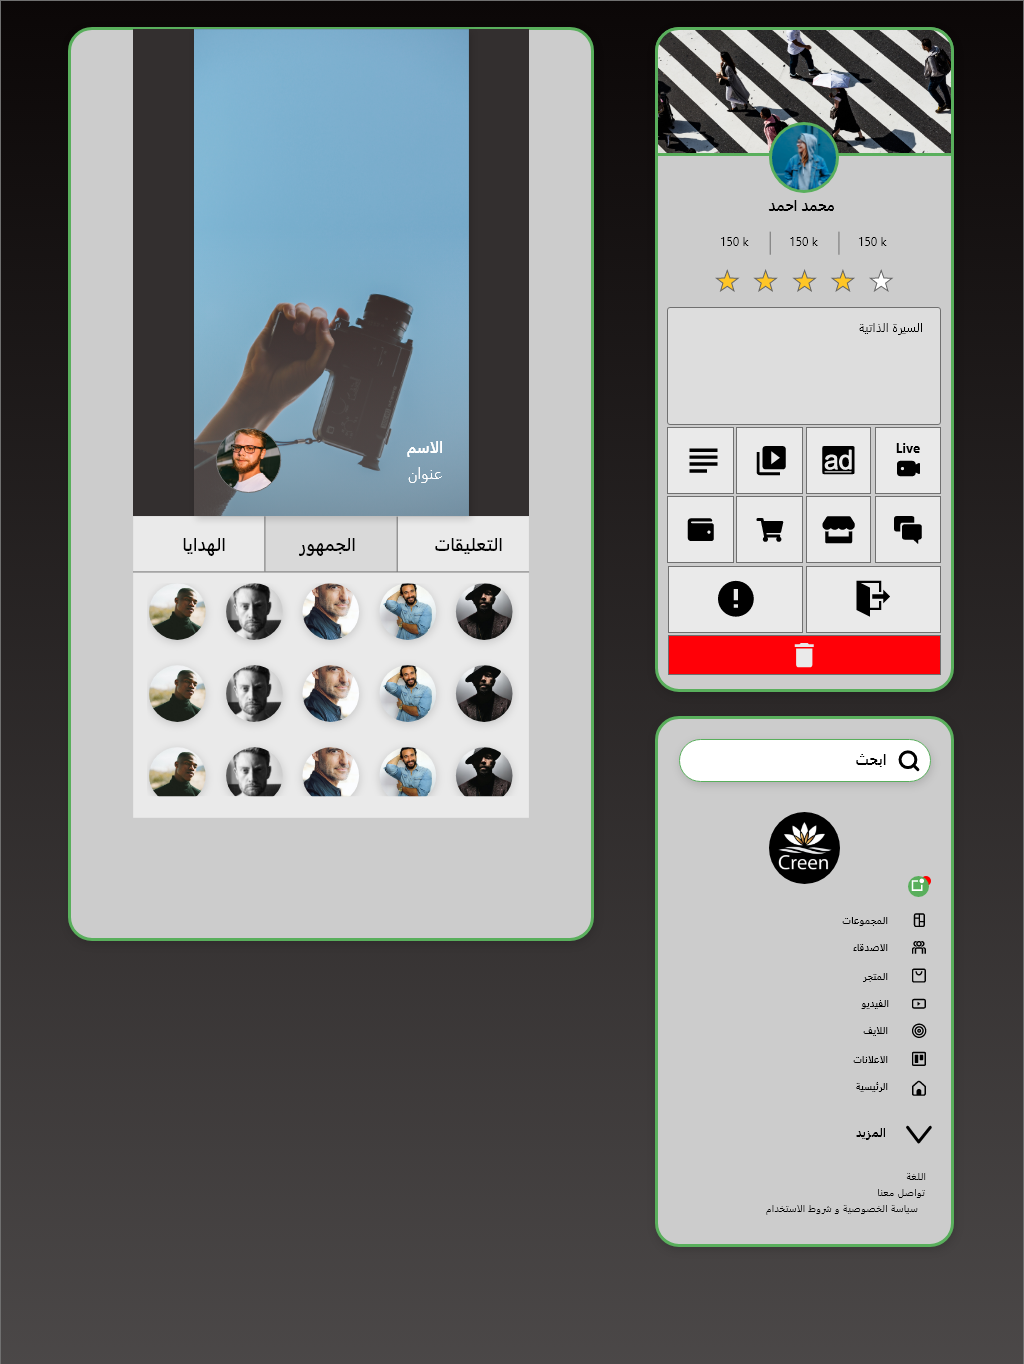 محمد احمد
150 k
150 k
150 k
السيرة الذاتية
Live
ad
ابحث
Creen
المجموعات
الاصدقاء
المتجر
الفيديو
اللايف
الاعلانات
الرئيسية
المزيد
اللغة
تواصل معنا
سياسة الخصوصية و شروط الاستخدام
الاسم
عنوان
التعليقات
الجمهور
الهدايا